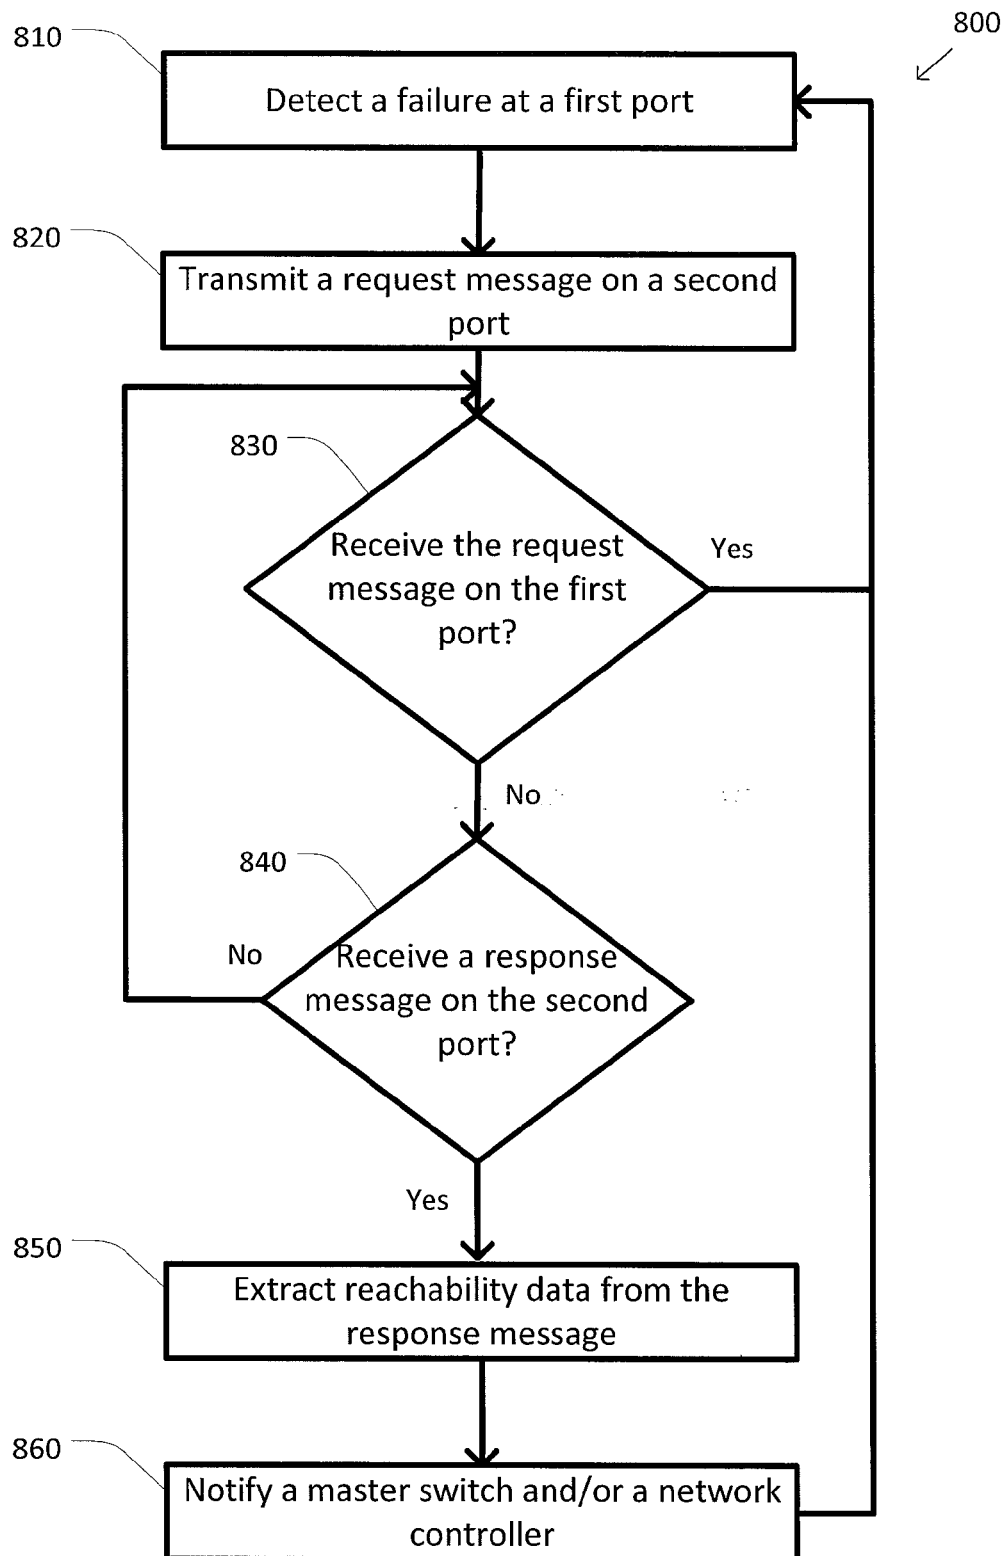 800
810
Detect a failure at a first port
820
Transmit a request message on a second
port
830
Receive the request
message on the first
port?
Yes
No
840
Receive a response
message on the second
port?
No
Yes
850
Extract reachability data from the
response message
860
Notify a master switch and/or a network
controller